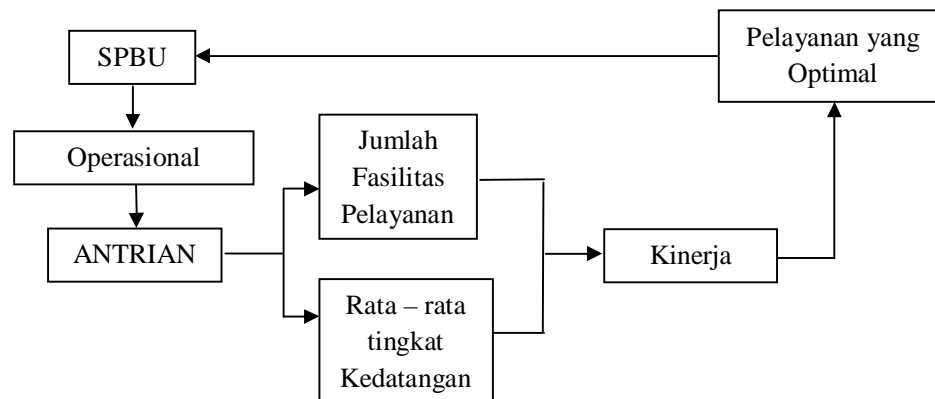 SPBU
Pelayanan yang
Optimal
Operasional
Jumlah
Fasilitas
Pelayanan
ANTRIAN
Kinerja
Rata – rata
tingkat
Kedatangan